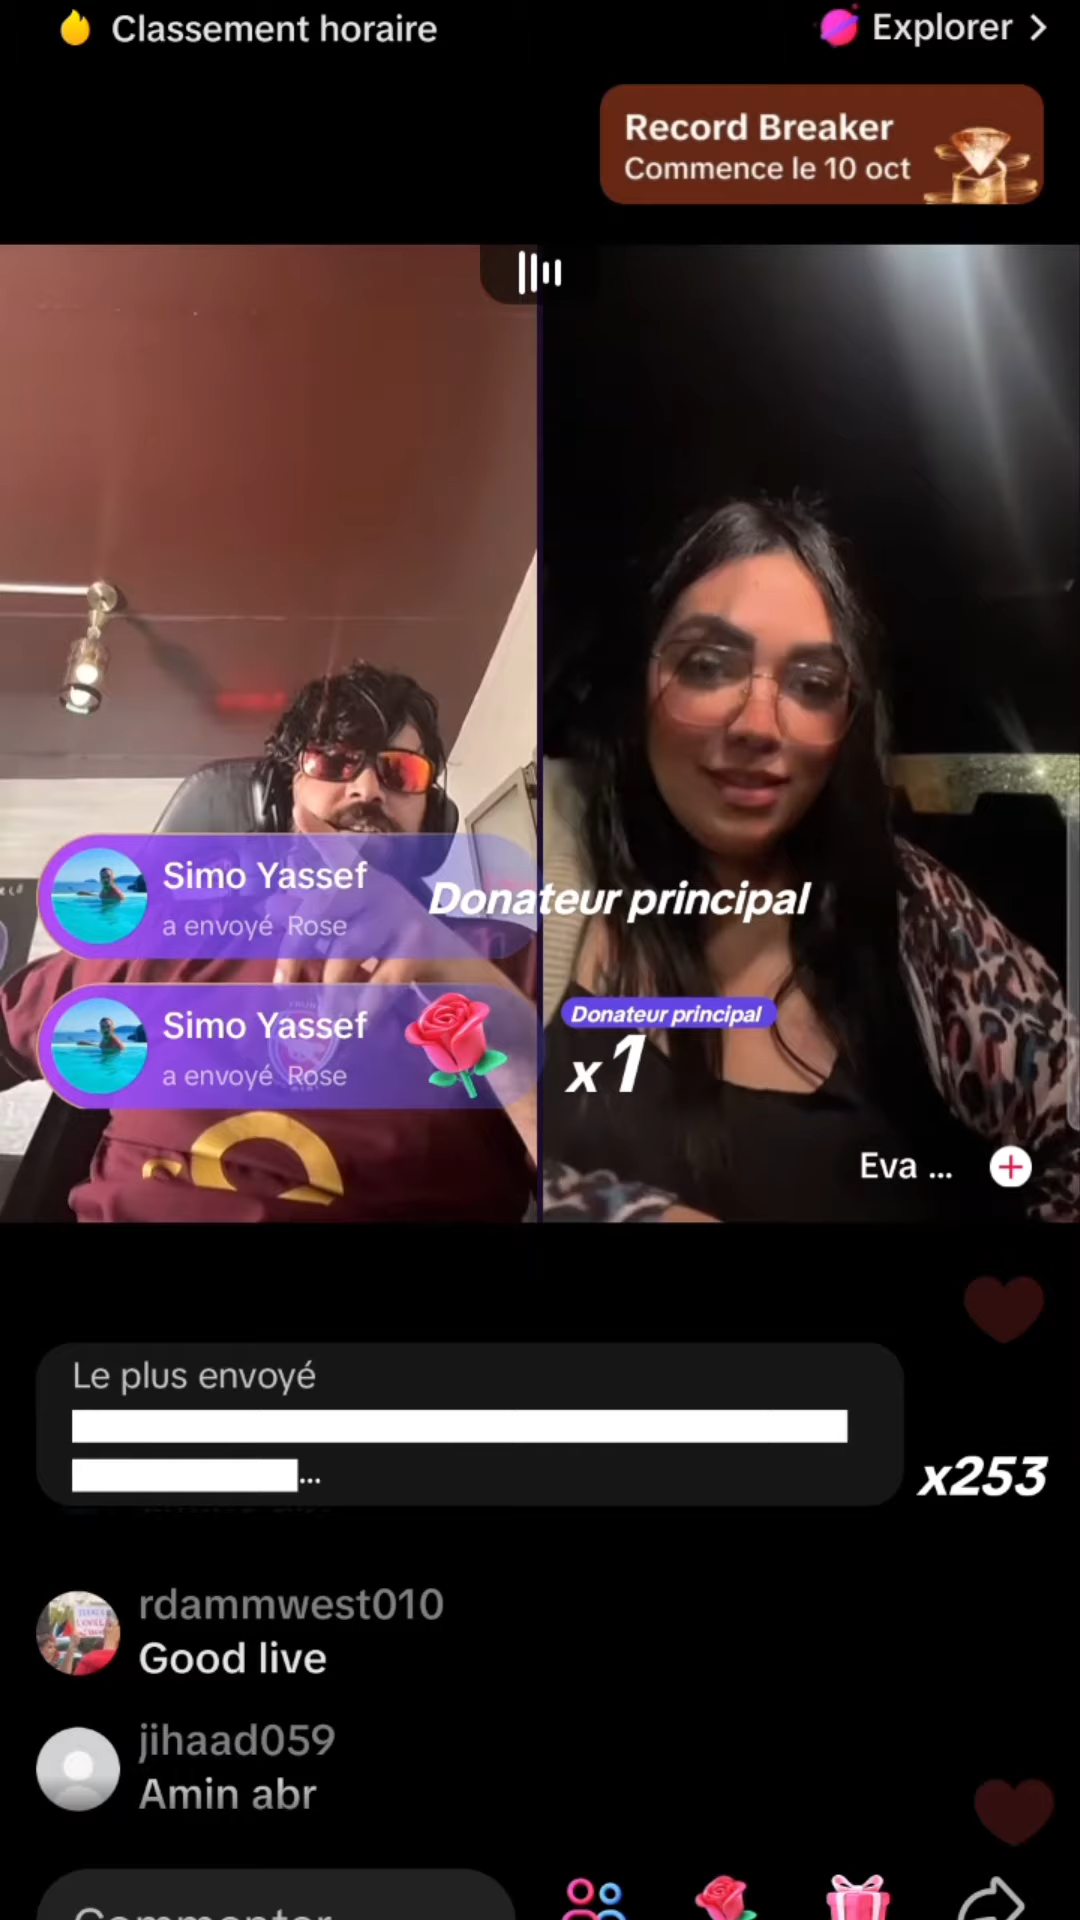 Classement horaire
Explorer
Record Breaker
Commence le 10 oct
Simo Yassef
a envoyé Rose
Donateur principal
Simo Yassef
a envoyé Rose
Donateur principal
x1
Eva ...
Le plus envoyé
...
x253
rdammwest010
Good live
jihaad059
Amin abr
Commenter